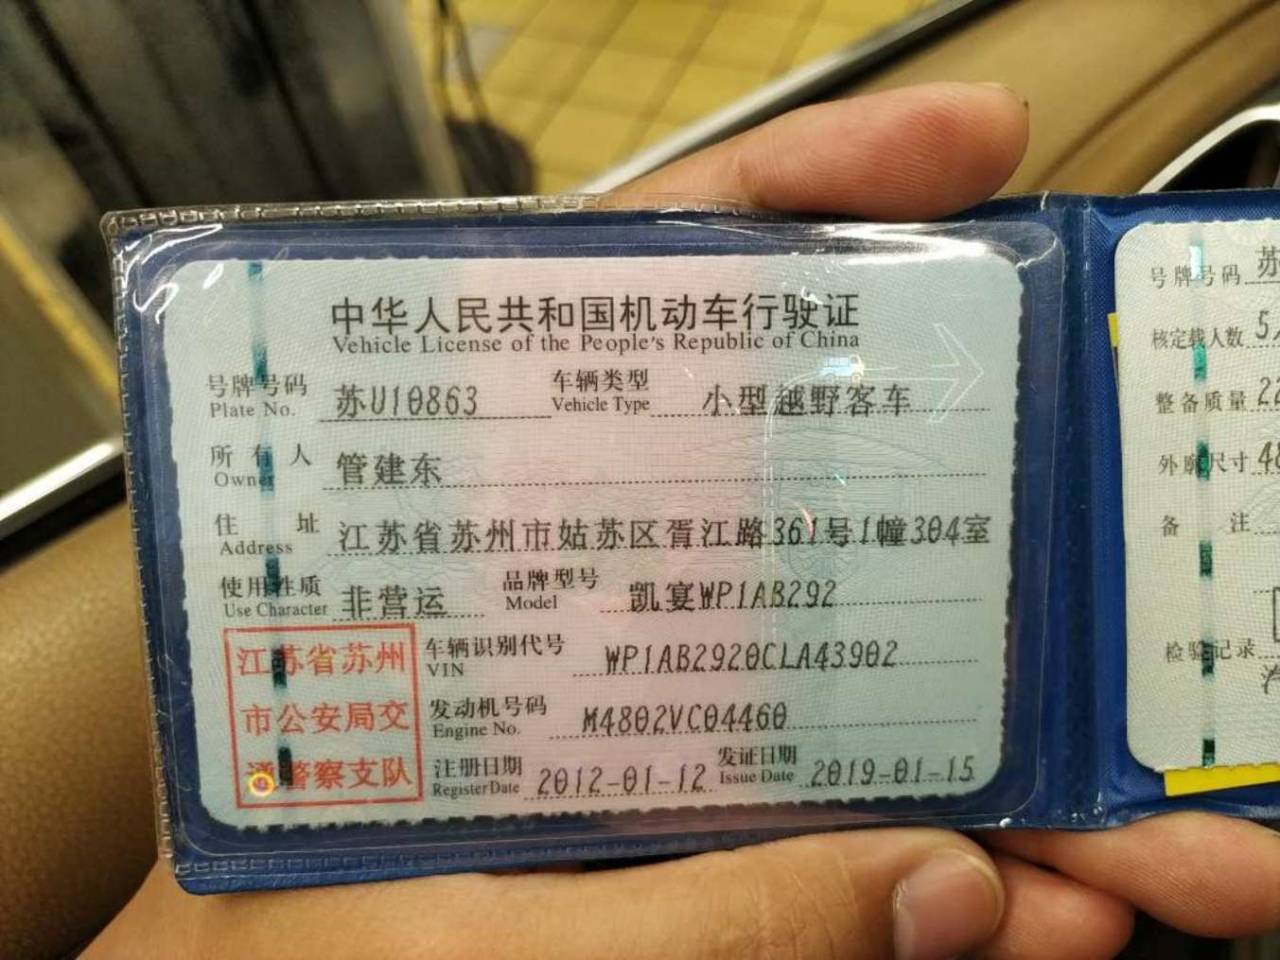 中华人民共和国机动车行驶证
Vehicle License of the People's Republic of China
号牌号码 苏U10863 车辆类型 小型越野客车
Plate No. Vehicle Type
所有人 管建东
Owner
住址 江苏省苏州市姑苏区胥江路361号1幢304室
Address
使用性质 非营运 品牌型号 凯宴WP1AB292
Use Character Model
车辆识别代号 WP1AB2920CLA43902
VIN
发动机号码 M4802VC04460
Engine No.
注册日期 2012-01-12 发证日期 2019-01-15
Register Date Issue Date
江苏省苏州
市公安局交
通警察支队
号牌号码 苏
核定载人数 5
整备质量 22
外廓尺寸 48
备注
检验记录